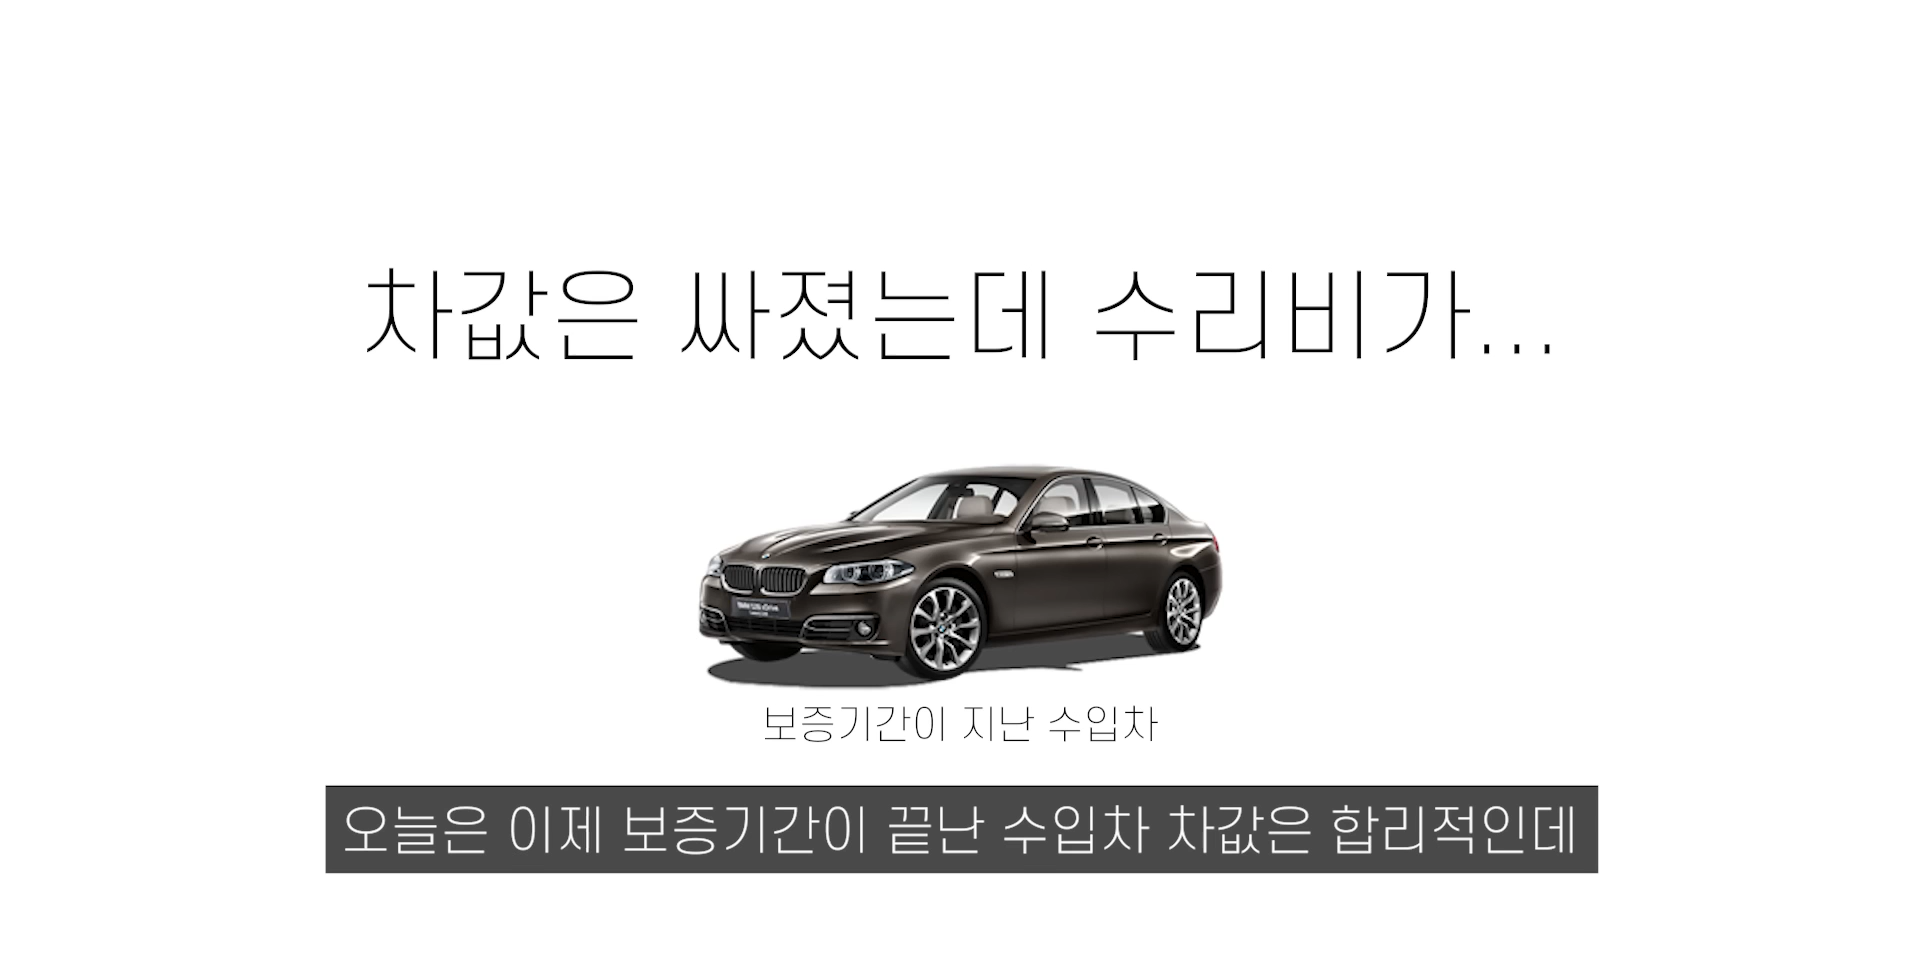 차값은 싸졌는데 수리비가...
보증기간이 지난 수입차
오늘은 이제 보증기간이 끝난 수입차 차값은 합리적인데